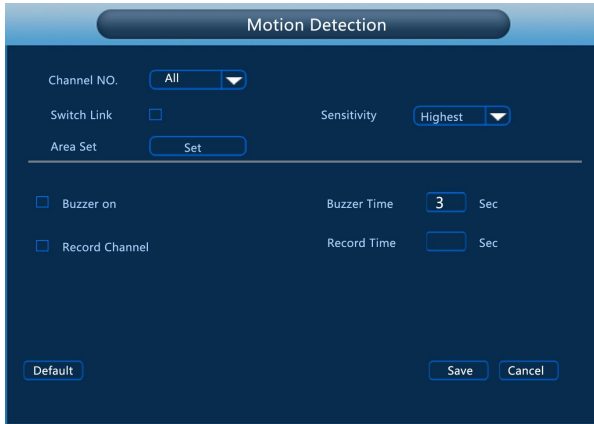 Motion Detection
Channel NO. All
Switch Link Sensitivity Highest
Area Set Set
Buzzer on Buzzer Time 3 Sec
Record Channel Record Time Sec
Default Save Cancel